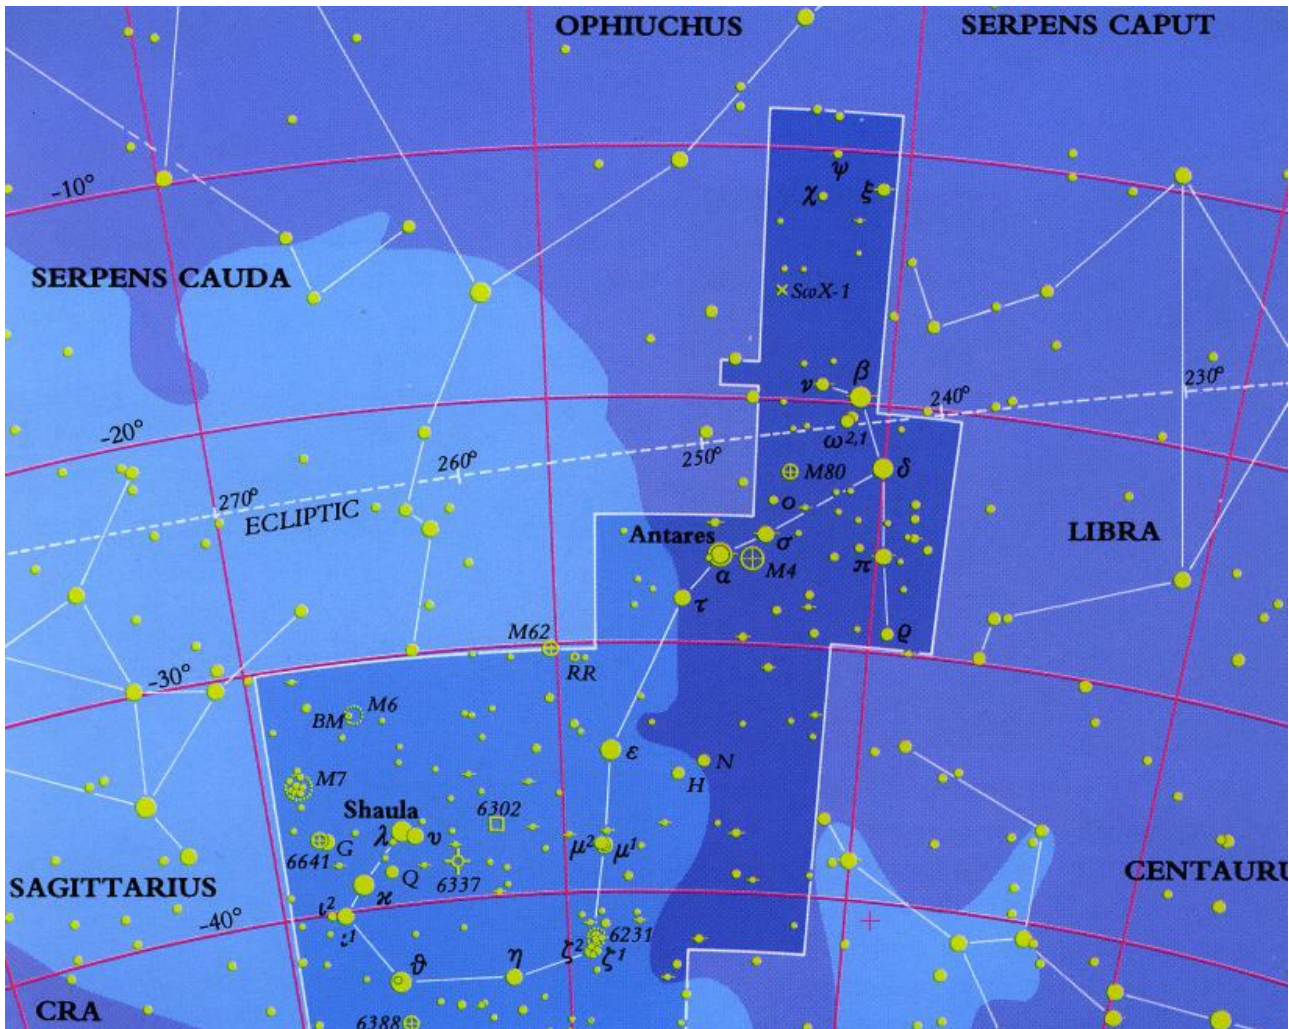 OPHIUCHUS
SERPENS CAPUT
-10°
ψ
χ
ξ
SERPENS CAUDA
ScoX-1
ν
β
230°
240°
-20°
ω2,1
250°
260°
M80
δ
270°
ECLIPTIC
ο
Antares
σ
LIBRA
α
M4
π
τ
M62
ϱ
RR
-30°
M6
BM
ε
N
H
M7
Shaula
6302
λ
υ
μ2
μ1
6641
G
Q
6337
CENTAURU
SAGITTARIUS
ϰ
ι2
ι1
-40°
6231
ζ2
ζ1
ϑ
η
CRA
6388